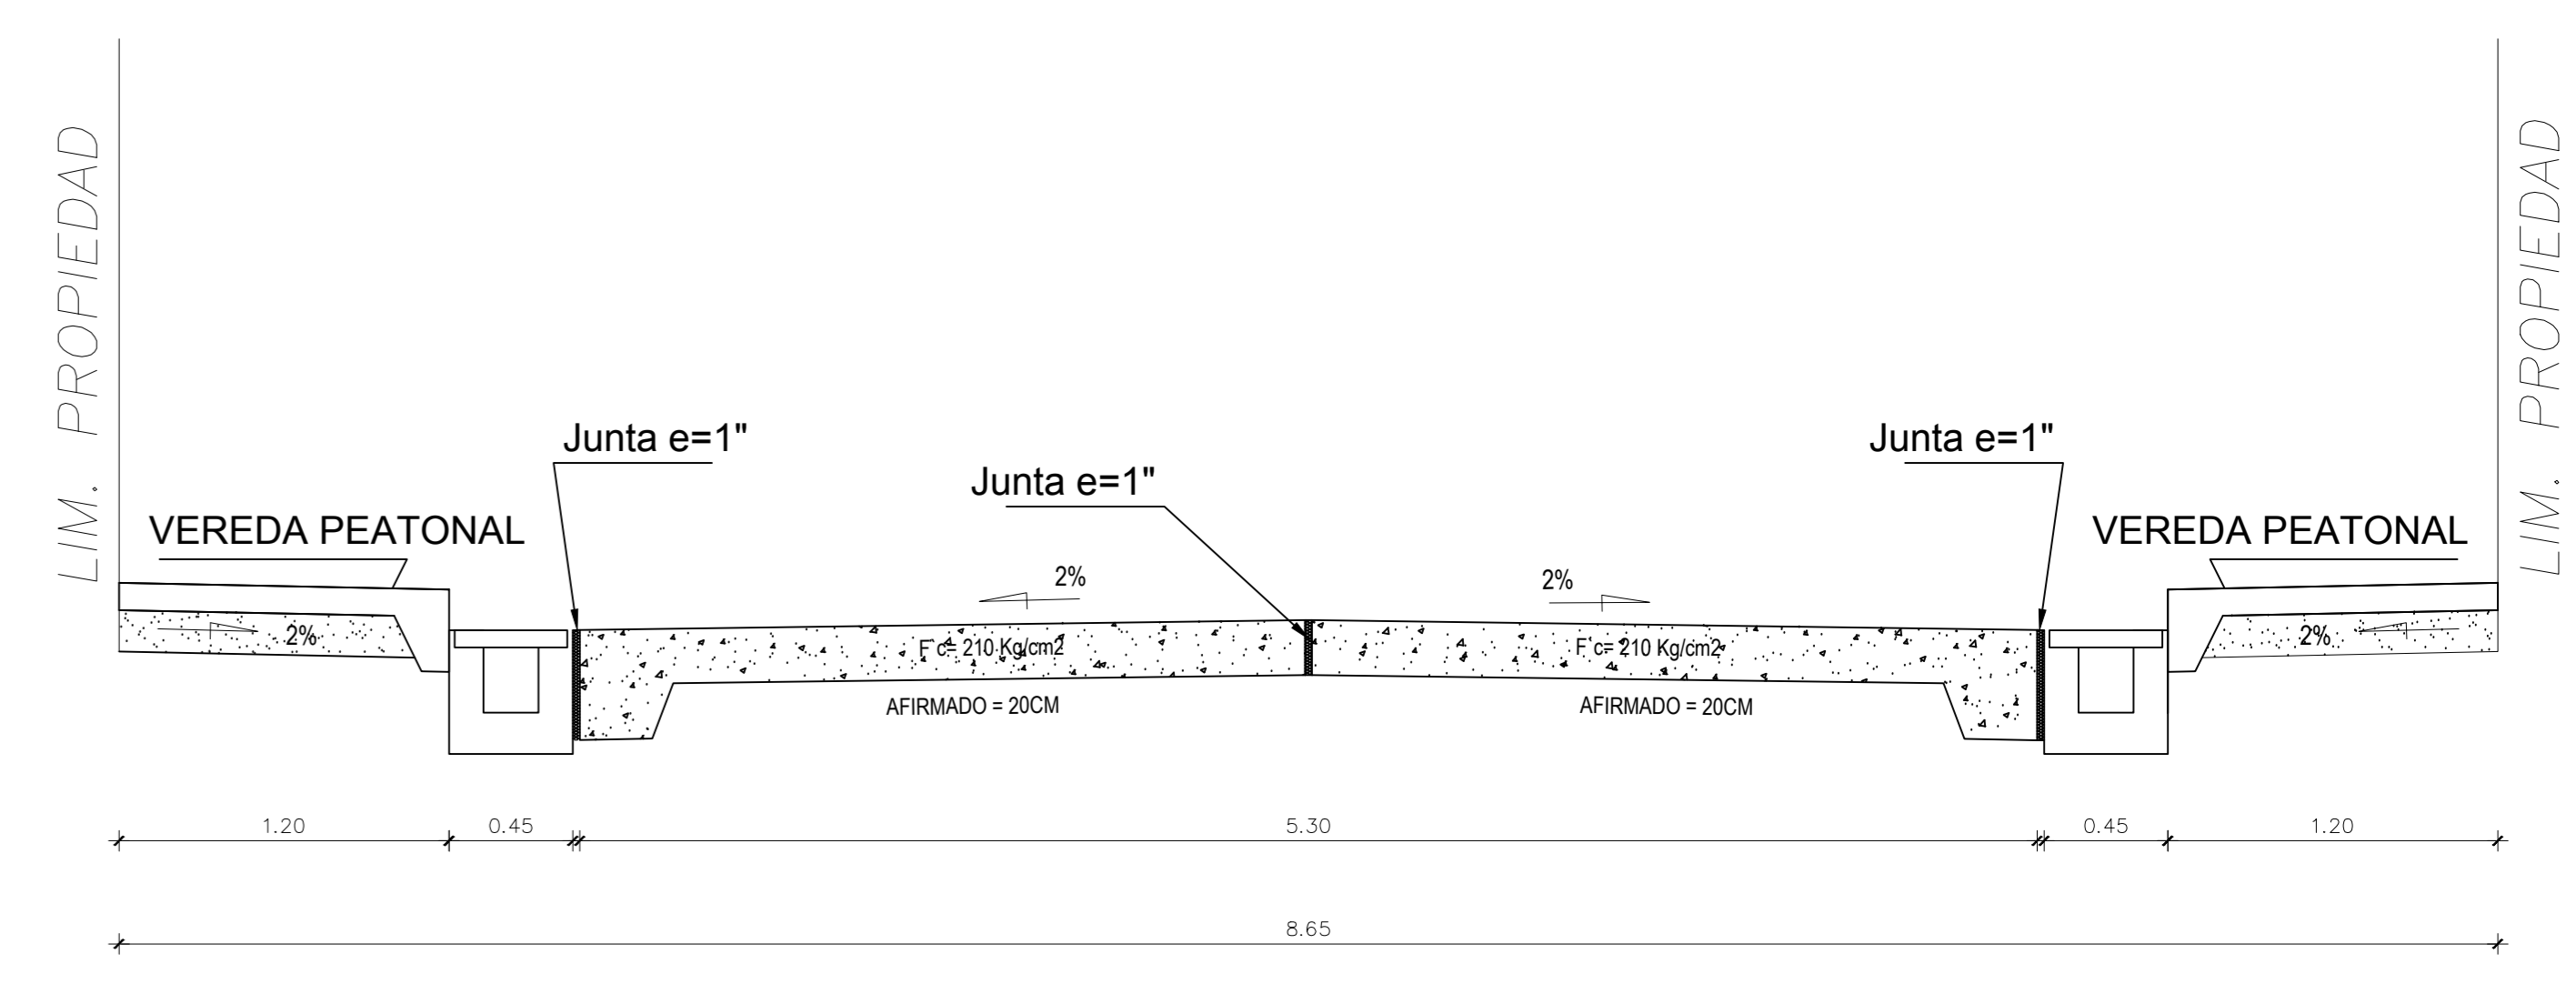 LIM. PROPIEDAD
LIM. PROPIEDAD
Junta e=1"
Junta e=1"
Junta e=1"
VEREDA PEATONAL
VEREDA PEATONAL
2%
2%
2%
2%
F`c= 210 Kg/cm2
F`c= 210 Kg/cm2
AFIRMADO = 20CM
AFIRMADO = 20CM
1.20
0.45
5.30
0.45
1.20
8.65